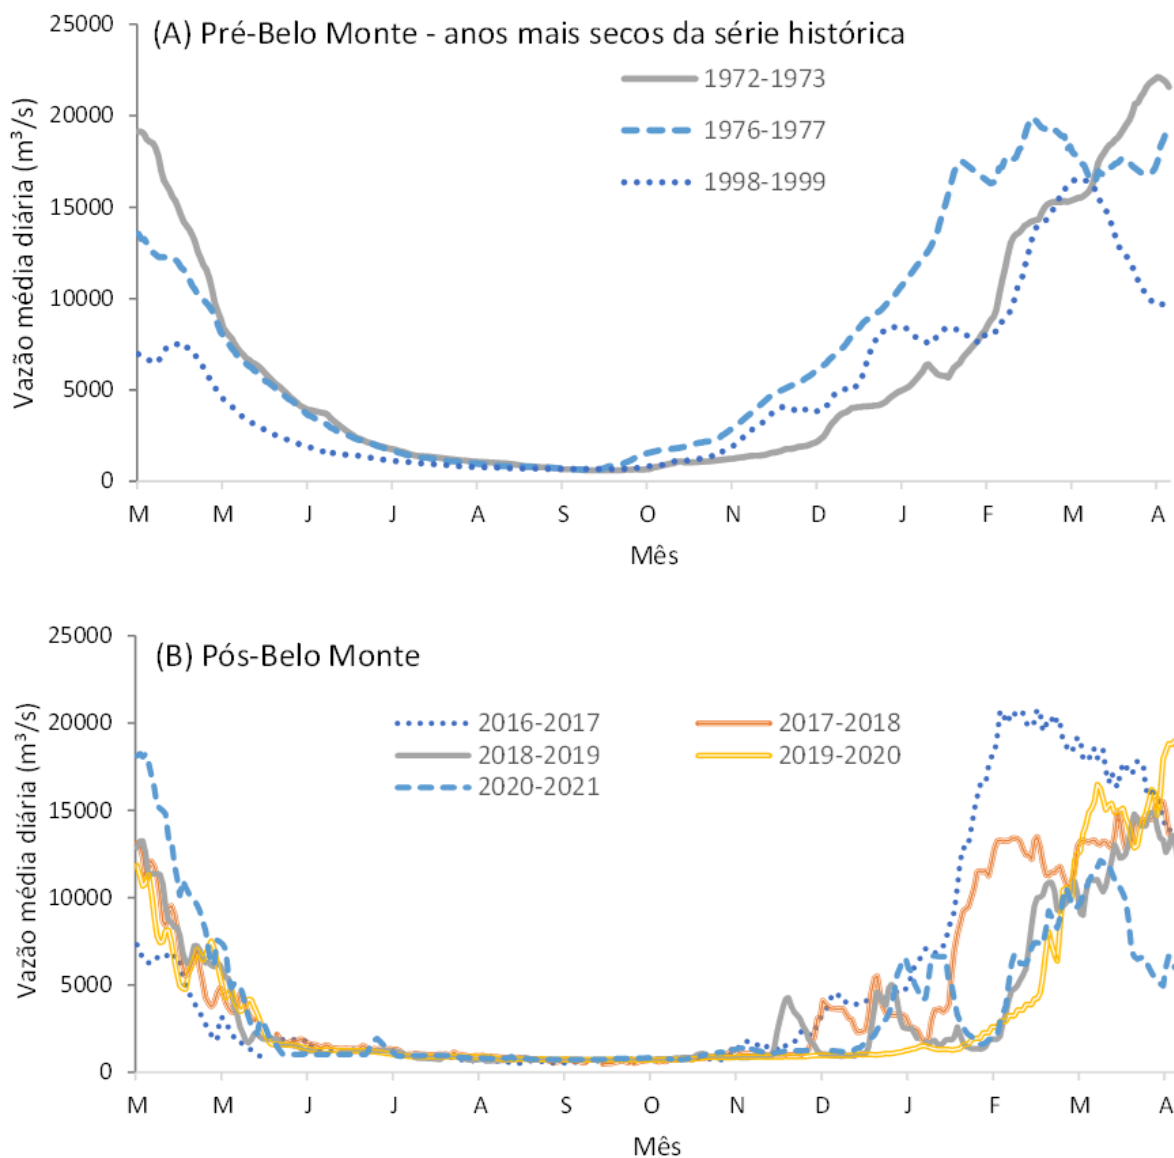 (A) Pré-Belo Monte - anos mais secos da série histórica
Vazão média diária (m³/s)
25000
20000
15000
10000
5000
0
1972-1973
1976-1977
1998-1999
M M J J A S O N D J F M A
Mês
(B) Pós-Belo Monte
Vazão média diária (m³/s)
25000
20000
15000
10000
5000
0
2016-2017 2017-2018
2018-2019 2019-2020
2020-2021
M M J J A S O N D J F M A
Mês